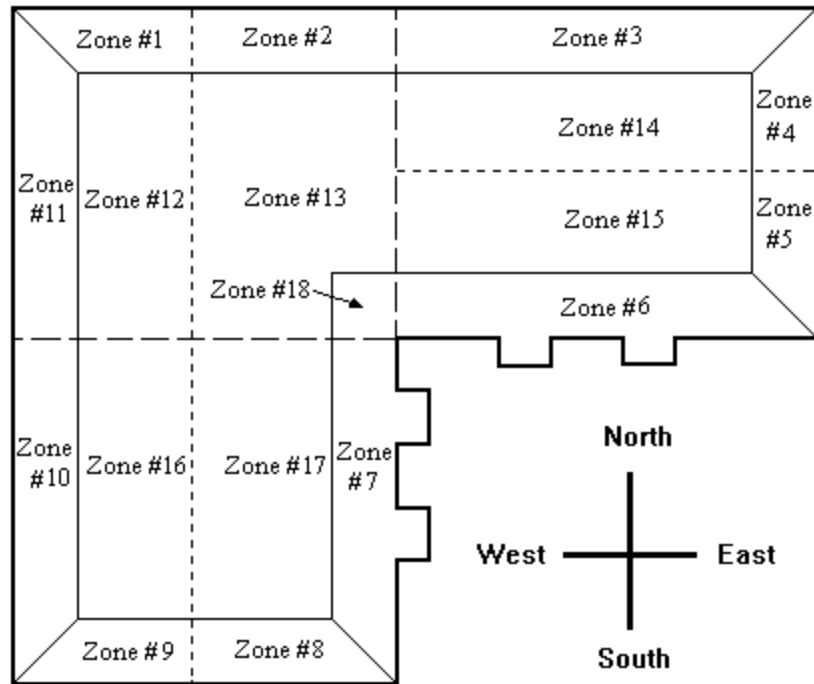 Zone #1
Zone #2
Zone #3
Zone
#4
Zone #14
Zone
#11
Zone #12
Zone #13
Zone #15
Zone
#5
Zone #18
Zone #6
North
Zone
#10
Zone #16
Zone #17
Zone
#7
West
East
Zone #9
Zone #8
South